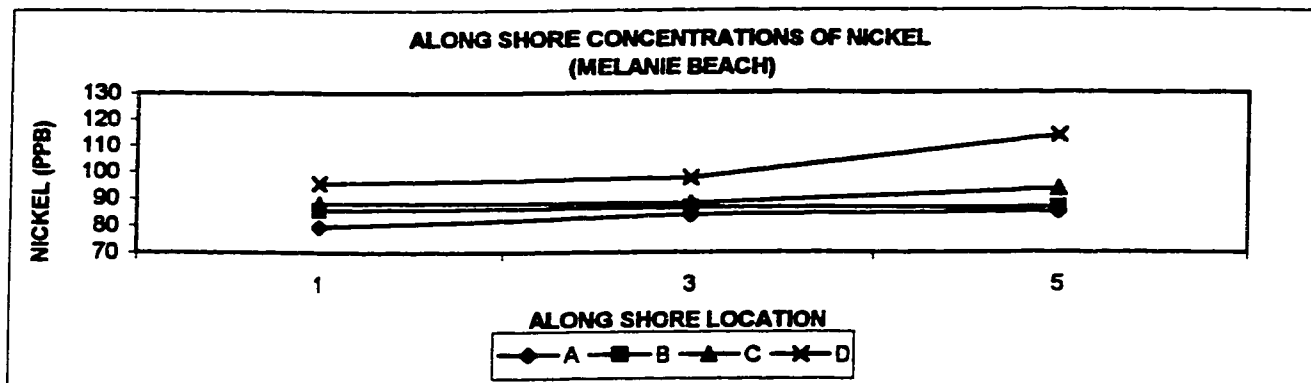 ALONG SHORE CONCENTRATIONS OF NICKEL
(MELANIE BEACH)
NICKEL (PPB)
130
120
110
100
90
80
70
1 3 5
ALONG SHORE LOCATION
A B C D